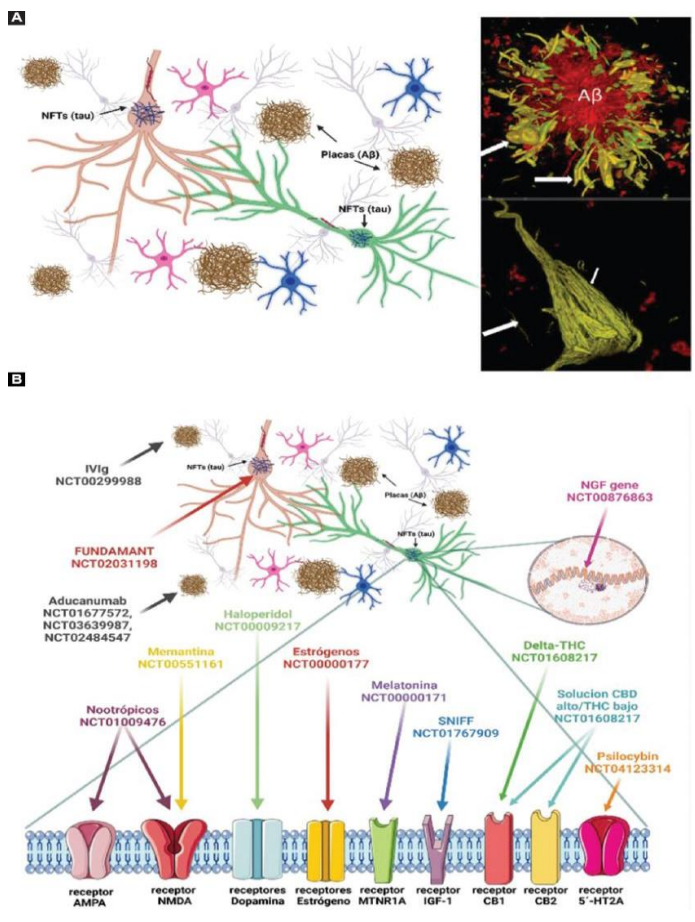 A
NFTs (tau)
Placas (Aβ)
NFTs (tau)
Aβ
B
IVIg
NCT00299988
NFTs (tau)
Placas (Aβ)
NFTs (tau)
NGF gene
NCT00876863
FUNDAMANT
NCT02031198
Aducanumab
NCT01677572,
NCT03639987,
NCT02484547
Haloperidol
NCT00009217
Memantina
NCT00551161
Estrógenos
NCT00000177
Delta-THC
NCT01608217
Melatonina
NCT00000171
Solucion CBD
alto/THC bajo
NCT01608217
Nootrópicos
NCT01009476
SNIFF
NCT01767909
Psilocybin
NCT04123314
receptor
AMPA
receptor
NMDA
receptores
Dopamina
receptores
Estrógeno
receptor
MTNR1A
receptor
IGF-1
receptor
CB1
receptor
CB2
receptor
5´-HT2A